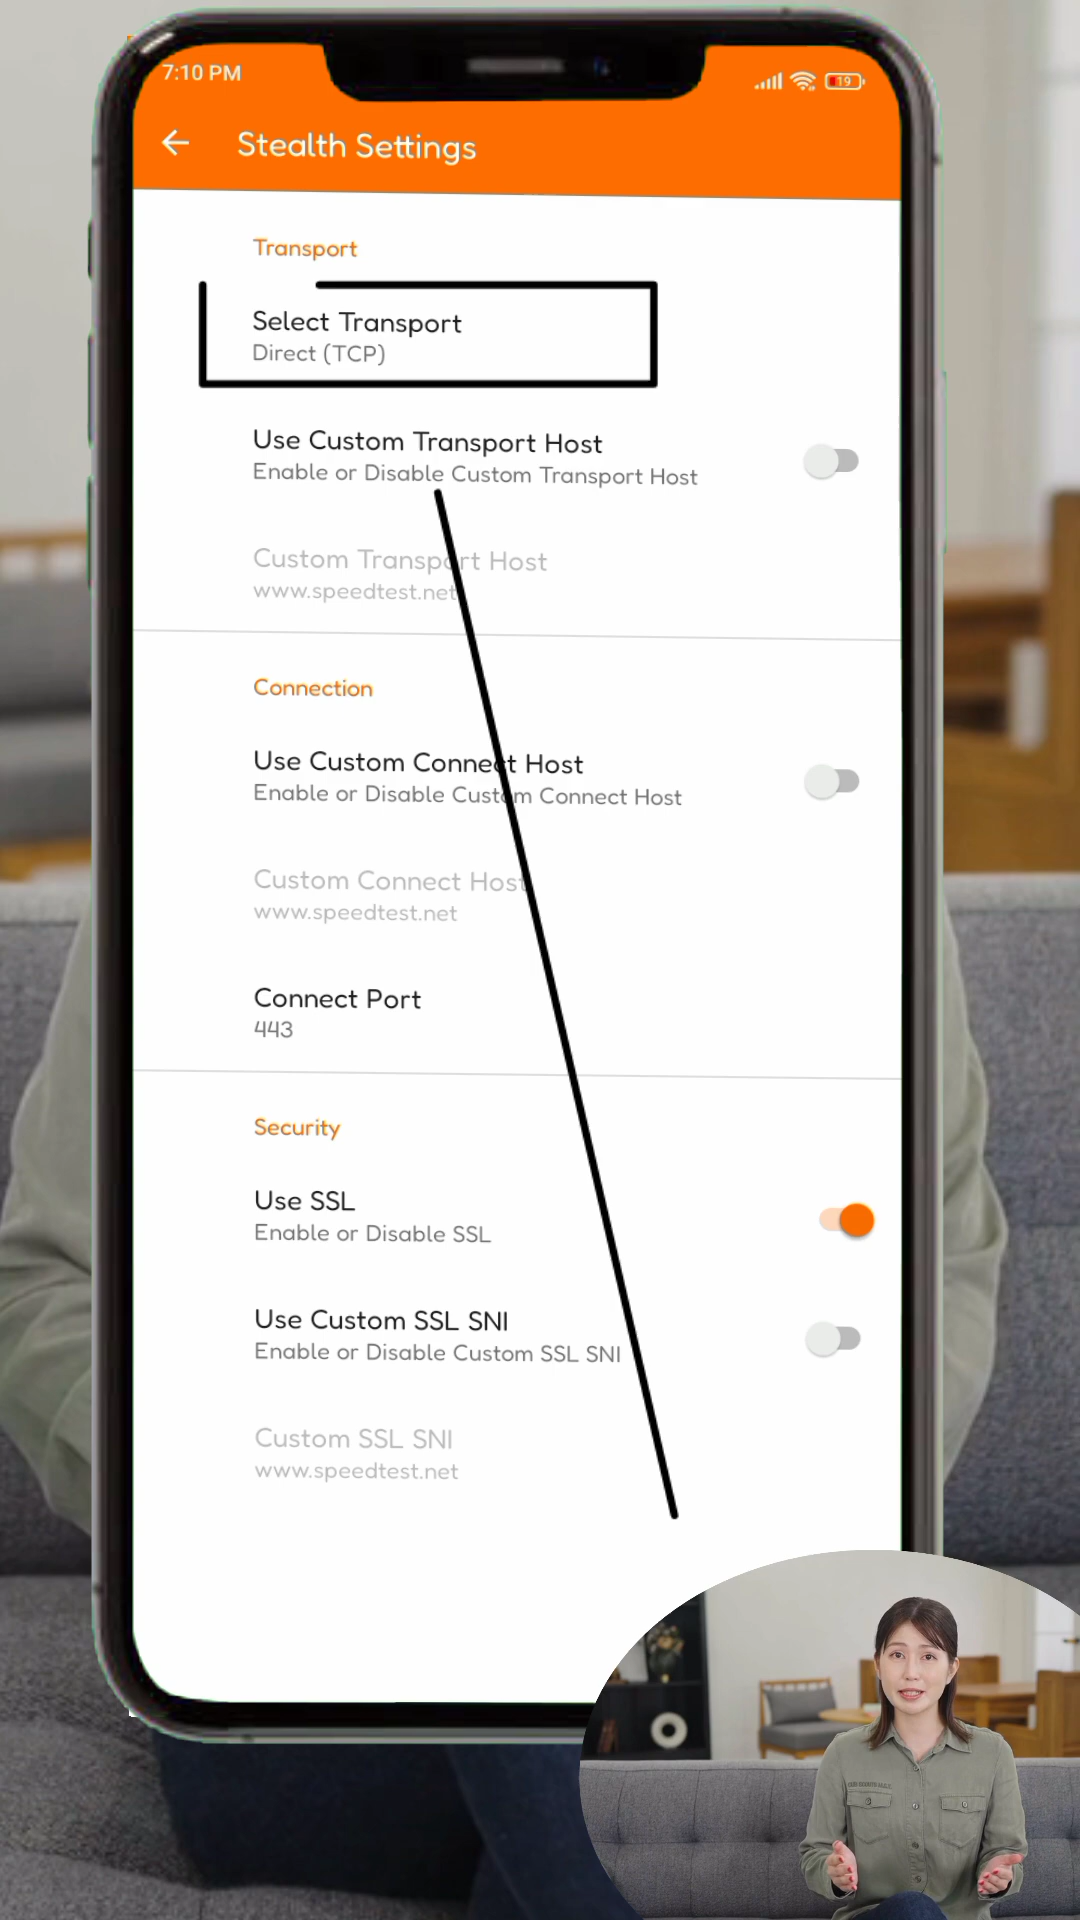 7:10 PM
19
Stealth Settings
Transport
Select Transport
Direct (TCP)
Use Custom Transport Host
Enable or Disable Custom Transport Host
Custom Transport Host
www.speedtest.net
Connection
Use Custom Connect Host
Enable or Disable Custom Connect Host
Custom Connect Host
www.speedtest.net
Connect Port
443
Security
Use SSL
Enable or Disable SSL
Use Custom SSL SNI
Enable or Disable Custom SSL SNI
Custom SSL SNI
www.speedtest.net